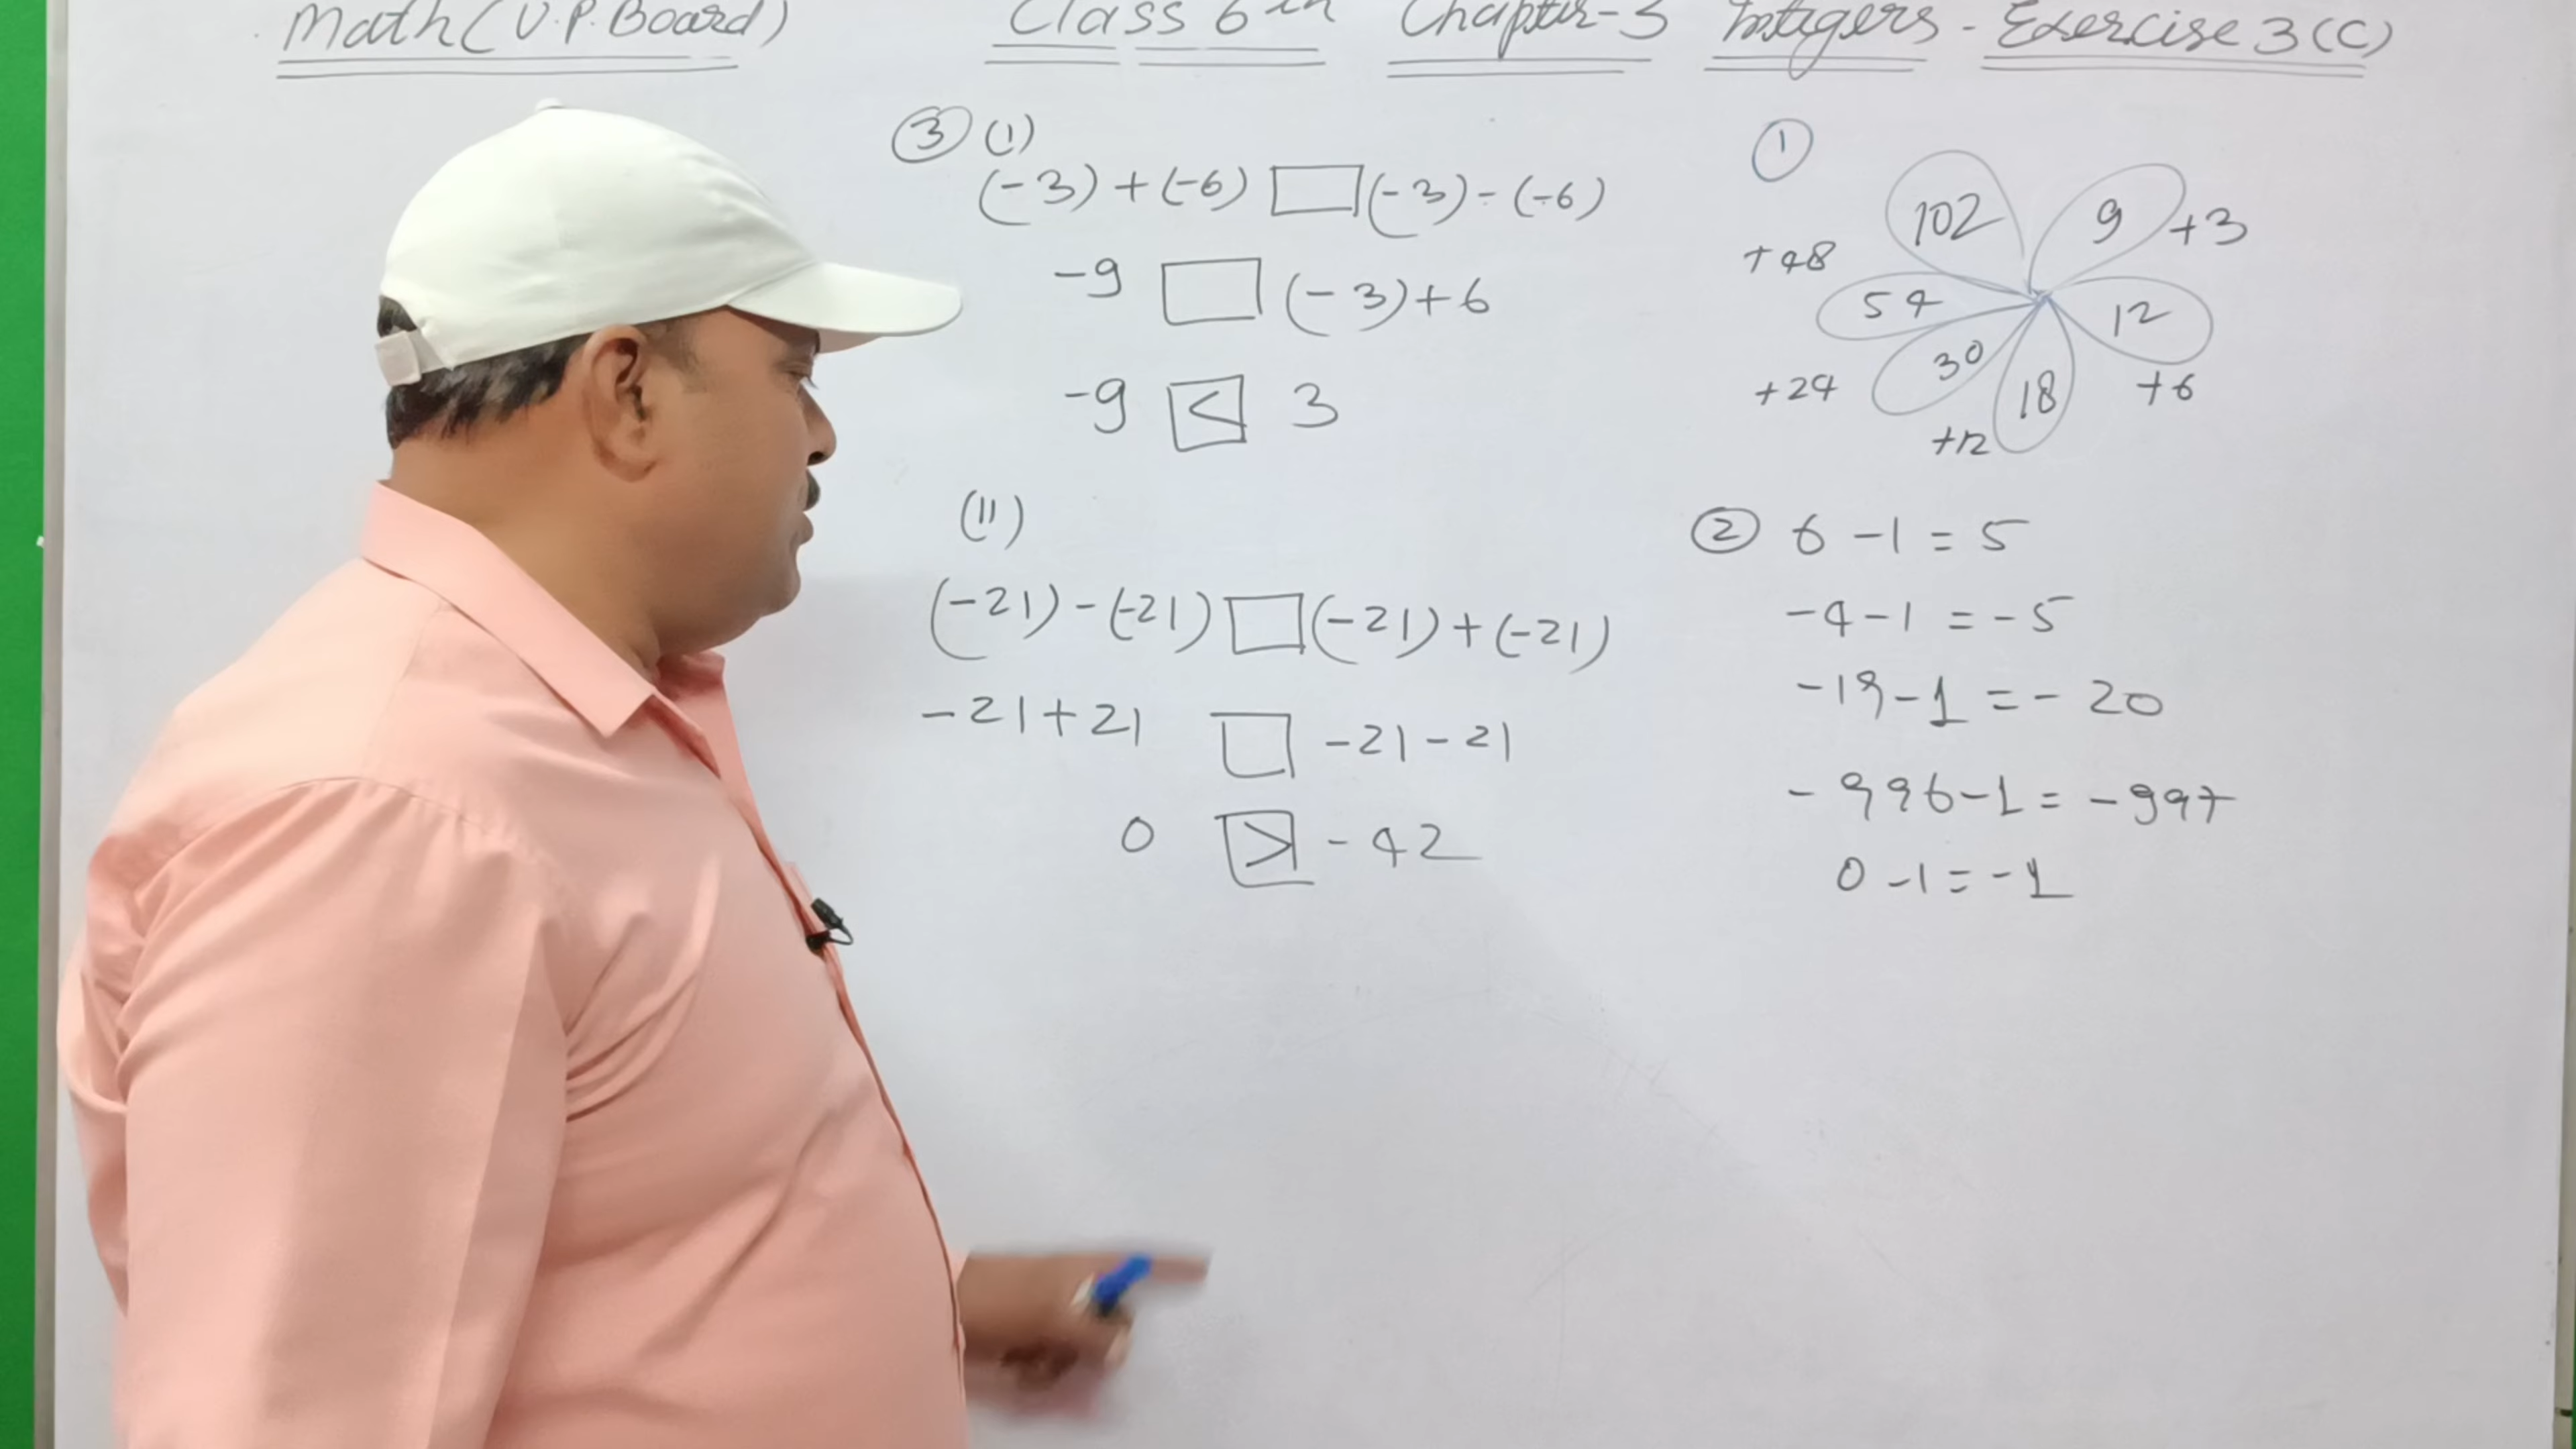 Math (U.P. Board) Class 6th Chapter-3 Integers - Exercise 3(C)
③ (i)
(-3) + (-6) □ (-3) - (-6)
-9 □ (-3) + 6
-9 < 3
(ii)
(-21) - (-21) □ (-21) + (-21)
-21 + 21 □ -21 - 21
0 > -42
①
102 9 +3
+48
54 12
30 18
+24 +6
+12
② 6 - 1 = 5
-4 - 1 = -5
-19 - 1 = -20
-996 - 1 = -997
0 - 1 = -1